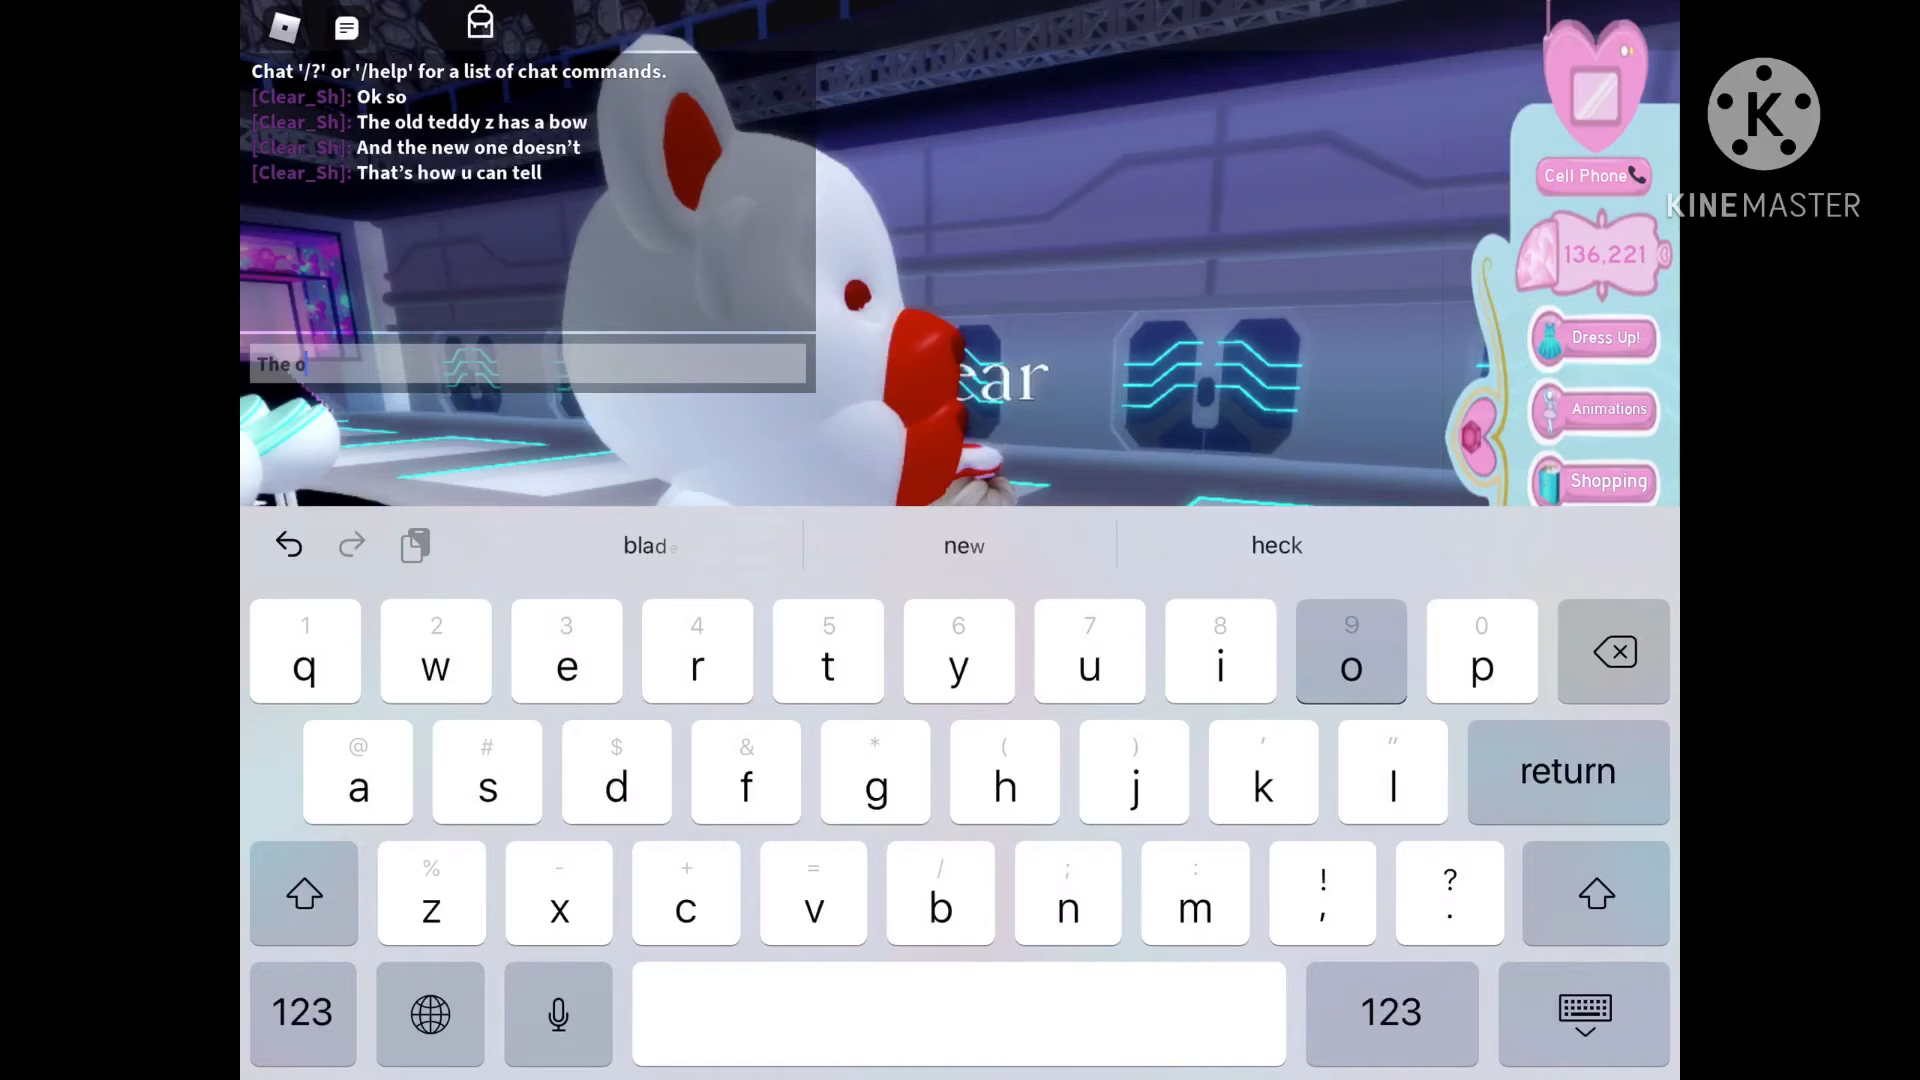 Chat '/?' or '/help' for a list of chat commands.
[Clear_Sh]: Ok so
[Clear_Sh]: The old teddy z has a bow
[Clear_Sh]: And the new one doesn’t
[Clear_Sh]: That’s how u can tell
The o
ear
Cell Phone
136,221
Dress Up!
Animations
Shopping
K
KINEMASTER
blade new heck
1 2 3 4 5 6 7 8 9 0
q w e r t y u i o p
@ # $ & * ( ) ' "
a s d f g h j k l return
% - + = / ; : ! ?
z x c v b n m , .
123 123